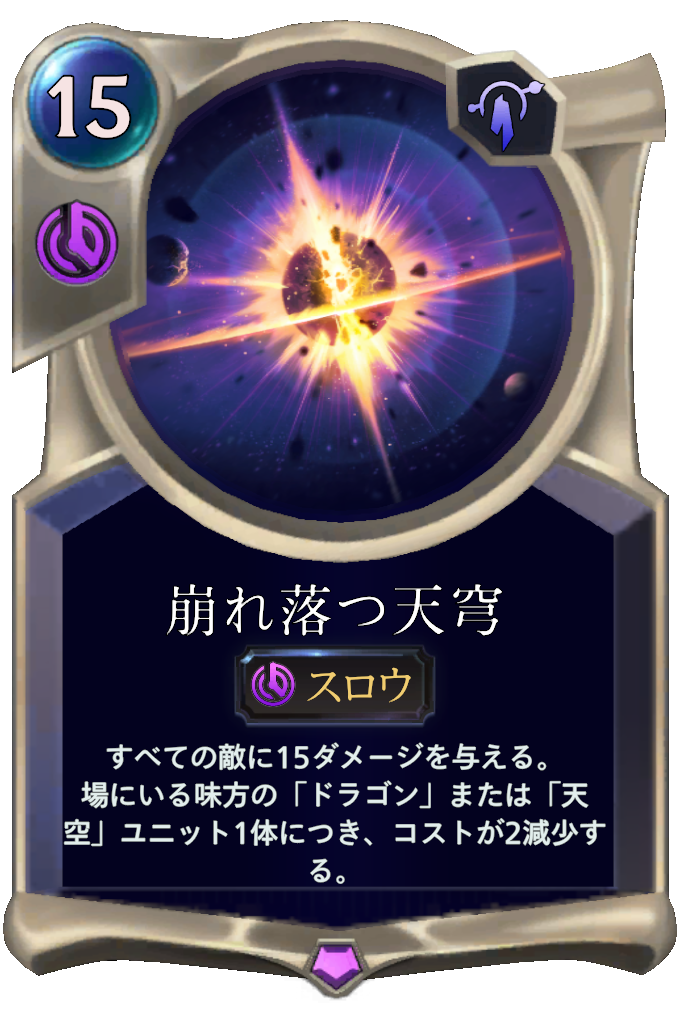 15
崩れ落つ天穹
スロウ
すべての敵に15ダメージを与える。
場にいる味方の「ドラゴン」または「天
空」ユニット1体につき、コストが2減少す
る。